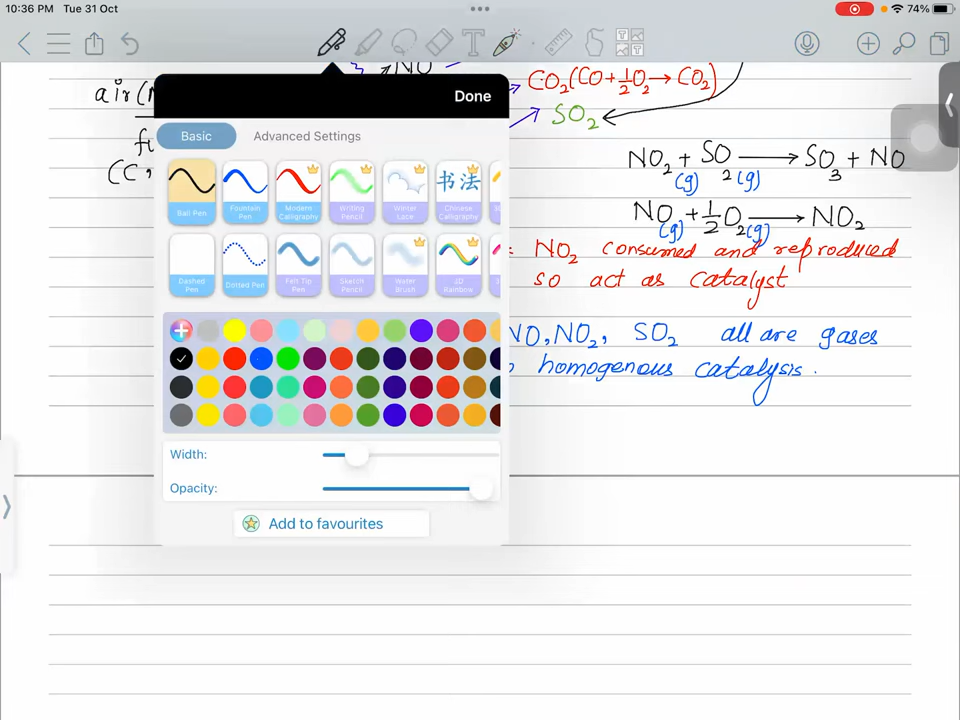 10:36 PM Tue 31 Oct
74%
Done
Basic
Advanced Settings
Ball Pen
Fountain Pen
Modern Calligraphy
Writing Pencil
Winter Lace
书法
Chinese Calligraphy
Dashed Pen
Dotted Pen
Felt Tip Pen
Sketch Pencil
Water Brush
Rainbow
Width:
Opacity:
Add to favourites
NO
air(
CO₂(CO+½O₂→CO₂)
SO₂
(C,
NO₂(g) + SO₂(g) → SO₃ + NO
NO(g) + ½O₂(g) → NO₂
= NO₂ consumed and reproduced
so act as catalyst
NO, NO₂, SO₂ all are gases
homogenous catalysis.